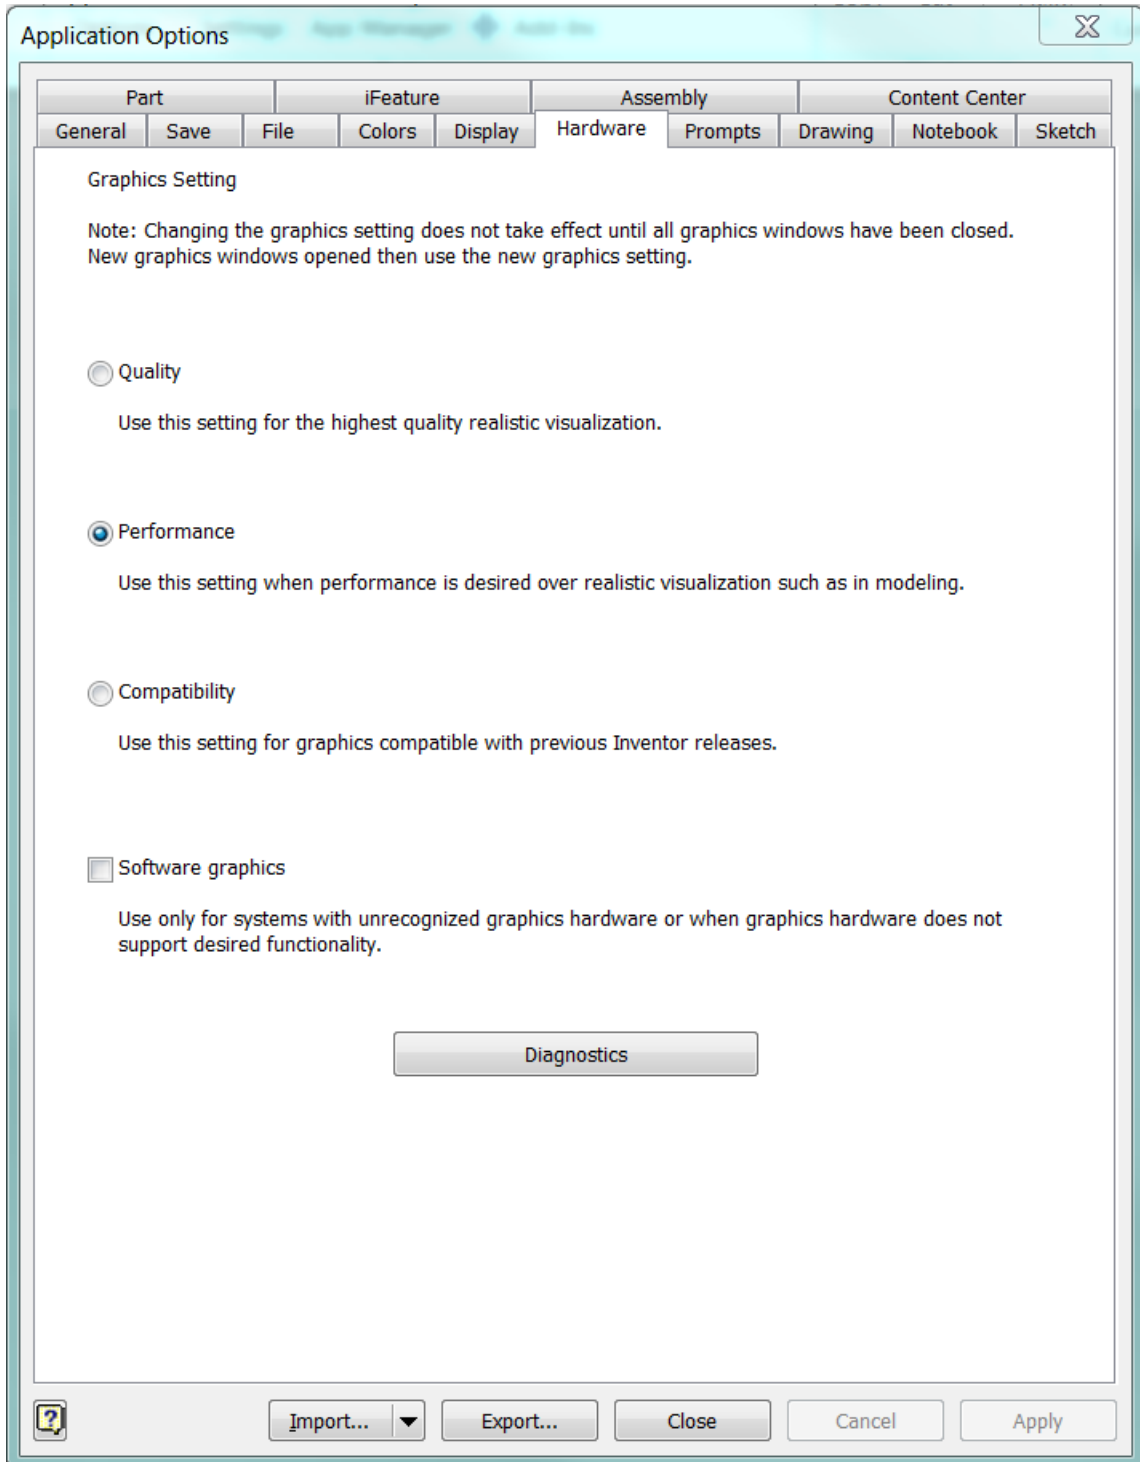 Application Options
Part iFeature Assembly Content Center
General Save File Colors Display Hardware Prompts Drawing Notebook Sketch
Graphics Setting
Note: Changing the graphics setting does not take effect until all graphics windows have been closed.
New graphics windows opened then use the new graphics setting.
Quality
Use this setting for the highest quality realistic visualization.
Performance
Use this setting when performance is desired over realistic visualization such as in modeling.
Compatibility
Use this setting for graphics compatible with previous Inventor releases.
Software graphics
Use only for systems with unrecognized graphics hardware or when graphics hardware does not
support desired functionality.
Diagnostics
Import... Export... Close Cancel Apply